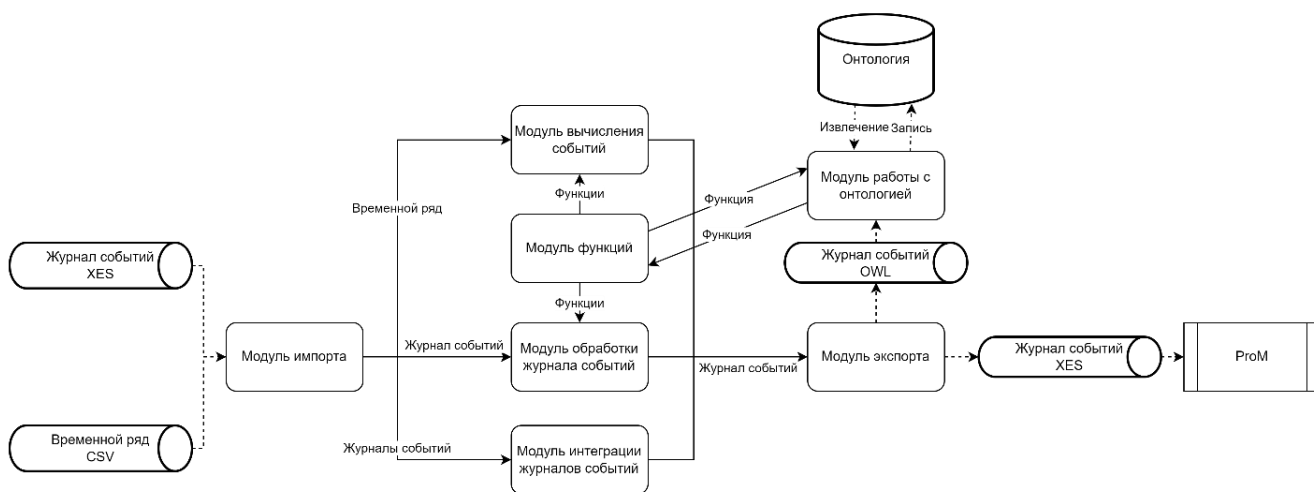 Онтология
Извлечение
Запись
Модуль вычисления
событий
Модуль работы с
онтологией
Функции
Функция
Временной ряд
Функция
Модуль функций
Журнал событий
XES
Журнал событий
OWL
Функции
Модуль импорта
Журнал событий
Модуль обработки
журнала событий
Журнал событий
Модуль экспорта
Журнал событий
XES
ProM
Временной ряд
CSV
Журналы событий
Модуль интеграции
журналов событий